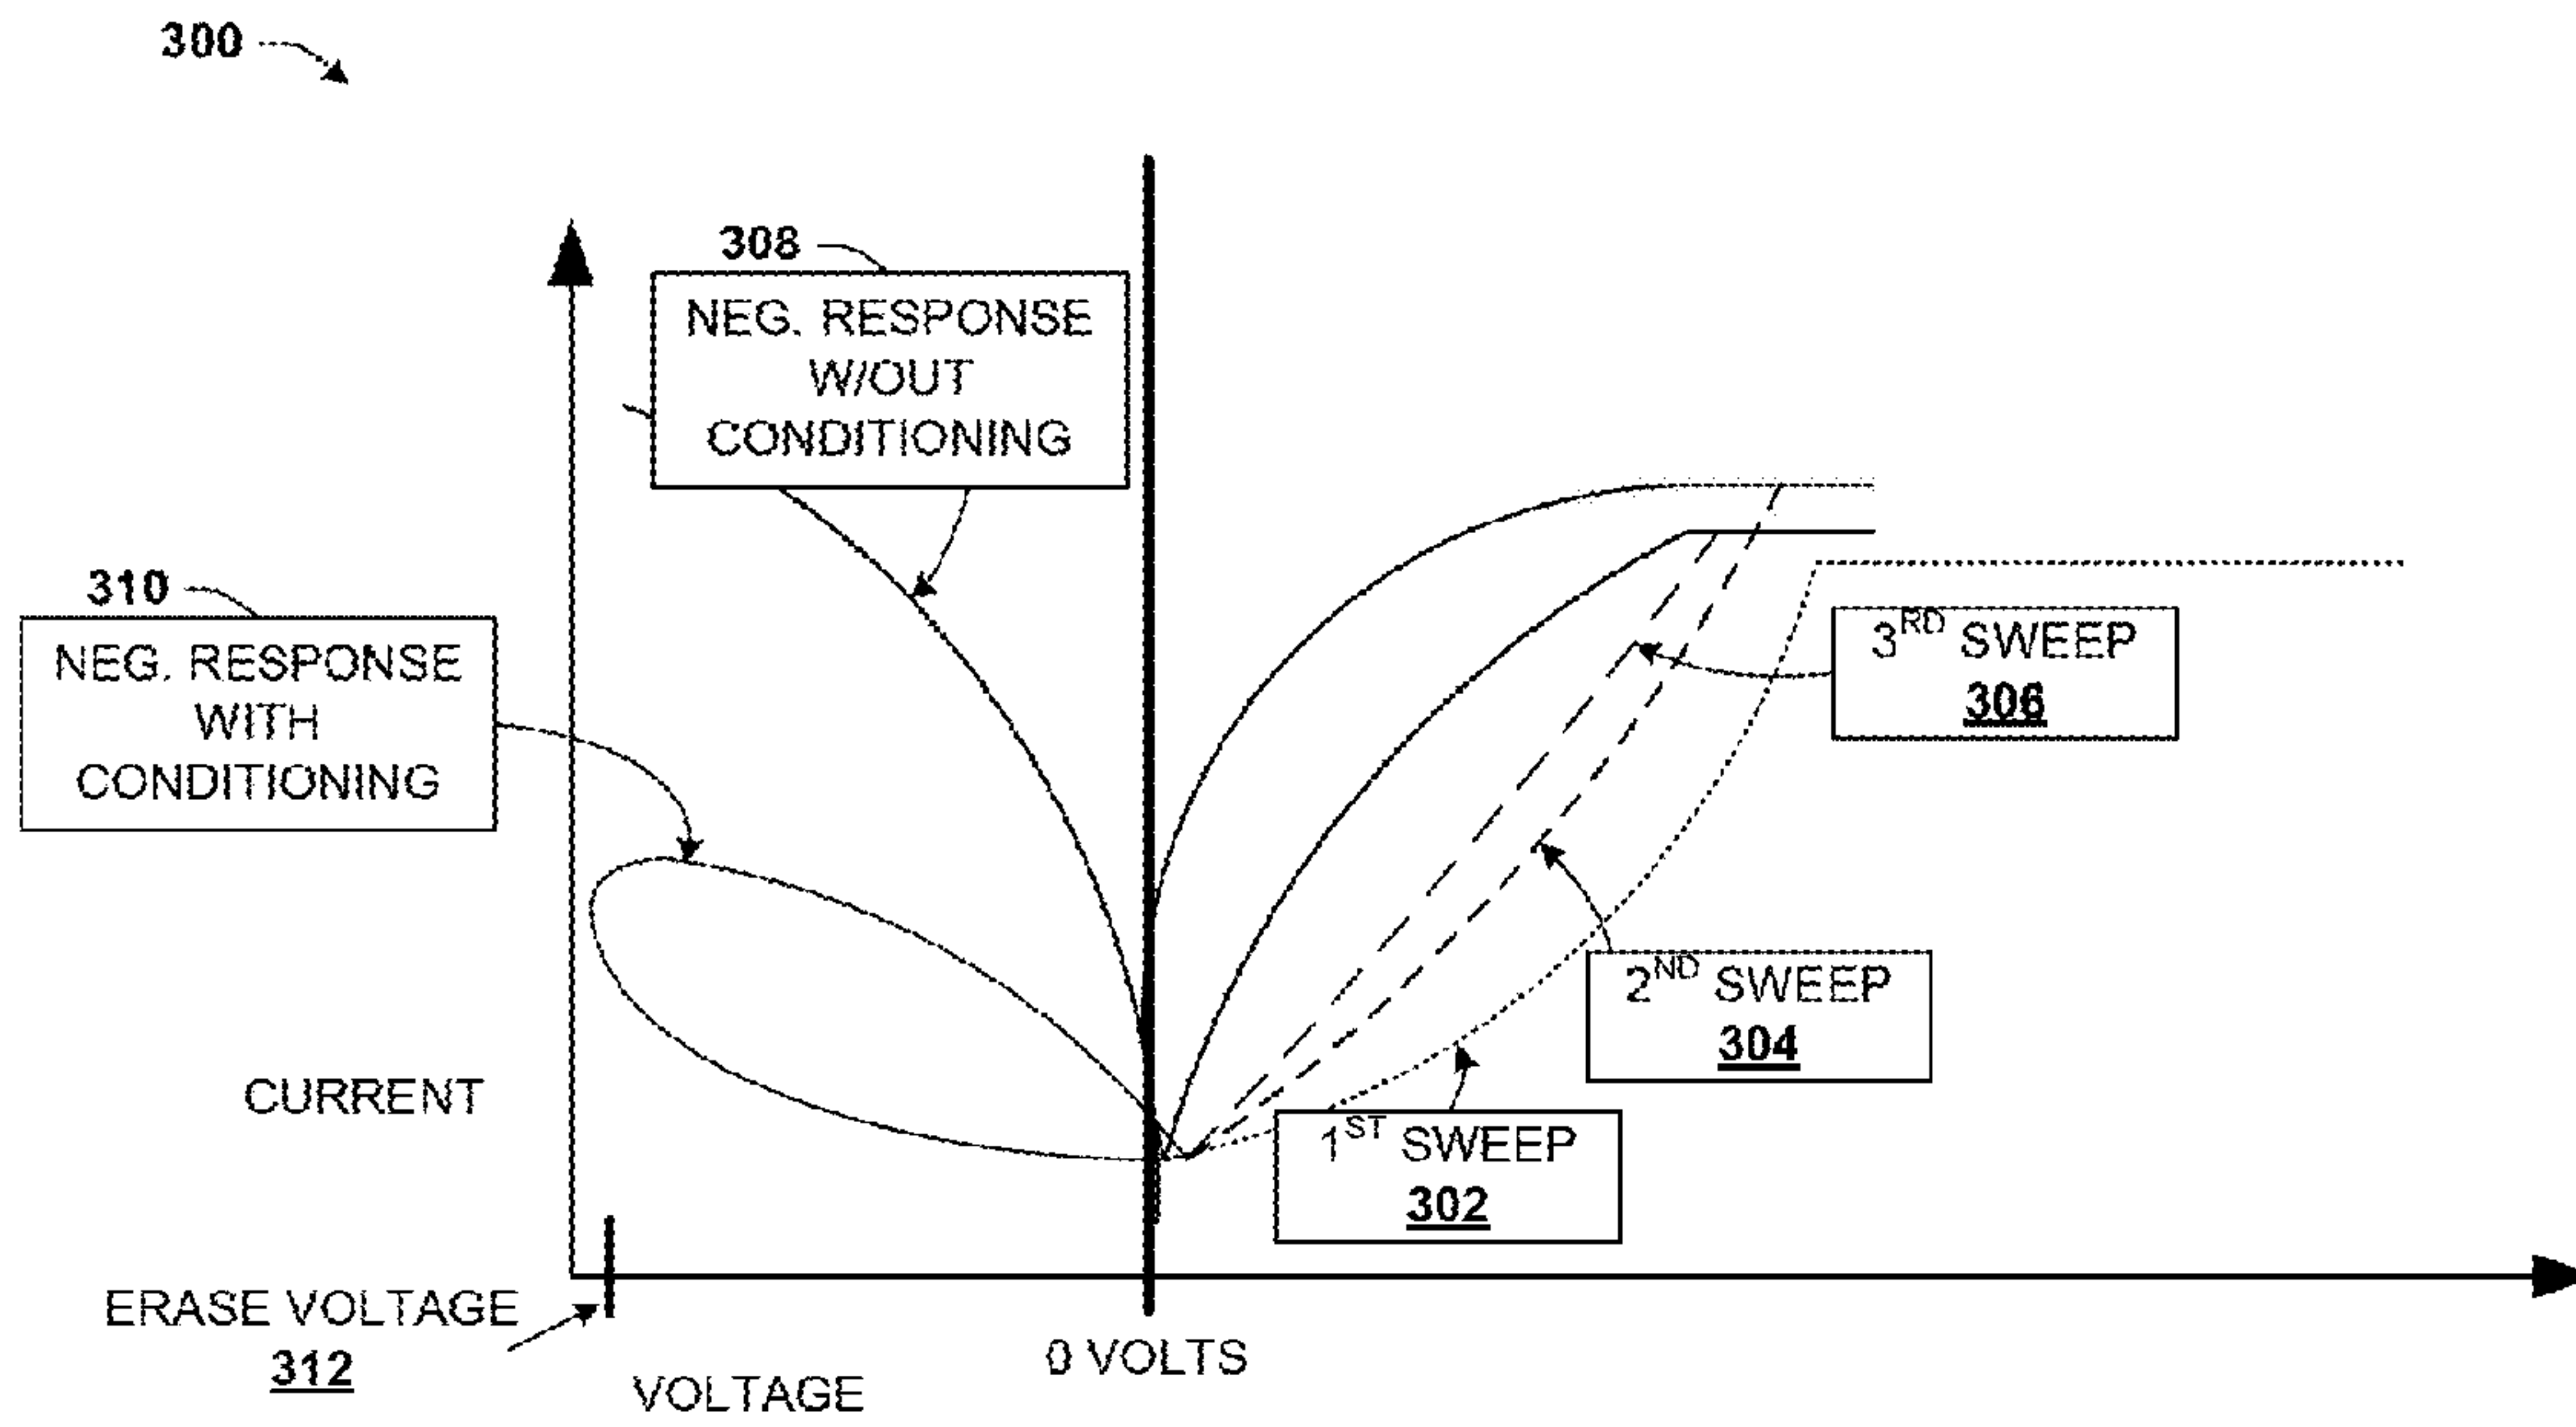 300
308
NEG. RESPONSE
W/OUT
CONDITIONING
310
NEG. RESPONSE
WITH
CONDITIONING
3RD SWEEP
306
2ND SWEEP
304
CURRENT
1ST SWEEP
302
ERASE VOLTAGE
312
0 VOLTS
VOLTAGE